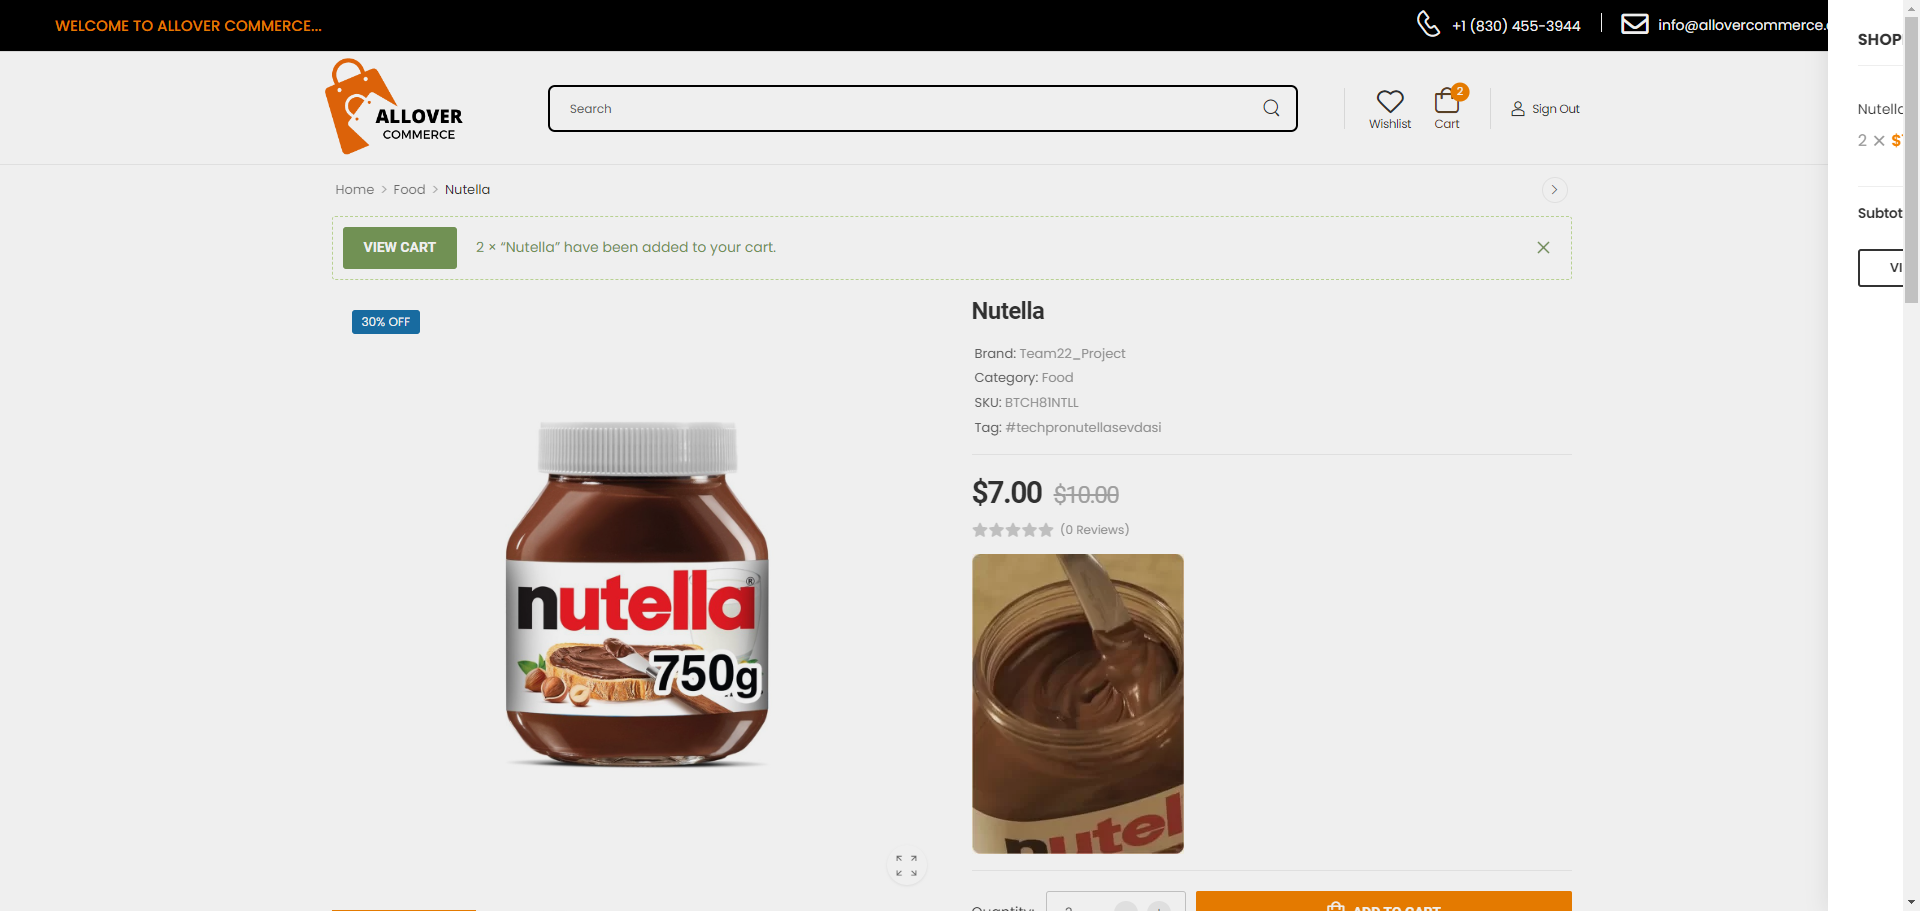 WELCOME TO ALLOVER COMMERCE...
+1 (830) 455-3944
info@allovercommerce.
ALLOVER
COMMERCE
Search
Wishlist
2
Cart
Sign Out
Home > Food > Nutella
VIEW CART
2 × “Nutella” have been added to your cart.
30% OFF
nutella®
750g
Nutella
Brand: Team22_Project
Category: Food
SKU: BTCH81NTLL
Tag: #techpronutellasevdasi
$7.00 $10.00
(0 Reviews)
nutel
Quantity:
2
ADD TO CART
SHOP
Nutella
2 × $
Subtot
VI